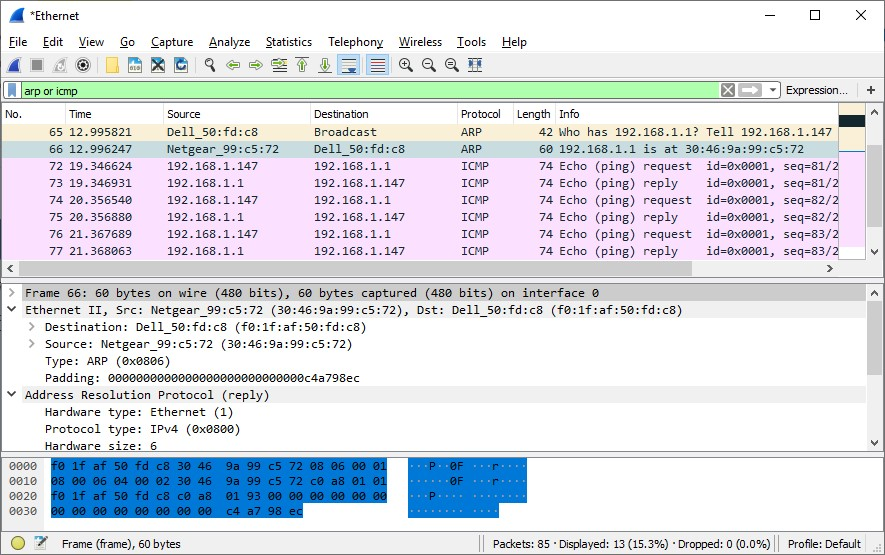 *Ethernet
File Edit View Go Capture Analyze Statistics Telephony Wireless Tools Help
arp or icmp Expression... +
No. Time Source Destination Protocol Length Info
65 12.995821 Dell_50:fd:c8 Broadcast ARP 42 Who has 192.168.1.1? Tell 192.168.1.147
66 12.996247 Netgear_99:c5:72 Dell_50:fd:c8 ARP 60 192.168.1.1 is at 30:46:9a:99:c5:72
72 19.346624 192.168.1.147 192.168.1.1 ICMP 74 Echo (ping) request id=0x0001, seq=81/2
73 19.346931 192.168.1.1 192.168.1.147 ICMP 74 Echo (ping) reply id=0x0001, seq=81/2
74 20.356540 192.168.1.147 192.168.1.1 ICMP 74 Echo (ping) request id=0x0001, seq=82/2
75 20.356880 192.168.1.1 192.168.1.147 ICMP 74 Echo (ping) reply id=0x0001, seq=82/2
76 21.367689 192.168.1.147 192.168.1.1 ICMP 74 Echo (ping) request id=0x0001, seq=83/2
77 21.368063 192.168.1.1 192.168.1.147 ICMP 74 Echo (ping) reply id=0x0001, seq=83/2
Frame 66: 60 bytes on wire (480 bits), 60 bytes captured (480 bits) on interface 0
Ethernet II, Src: Netgear_99:c5:72 (30:46:9a:99:c5:72), Dst: Dell_50:fd:c8 (f0:1f:af:50:fd:c8)
Destination: Dell_50:fd:c8 (f0:1f:af:50:fd:c8)
Source: Netgear_99:c5:72 (30:46:9a:99:c5:72)
Type: ARP (0x0806)
Padding: 0000000000000000000000000000c4a798ec
Address Resolution Protocol (reply)
Hardware type: Ethernet (1)
Protocol type: IPv4 (0x0800)
Hardware size: 6
0000 f0 1f af 50 fd c8 30 46 9a 99 c5 72 08 06 00 01 ···P··0F ···r····
0010 08 00 06 04 00 02 30 46 9a 99 c5 72 c0 a8 01 01 ······0F ···r····
0020 f0 1f af 50 fd c8 c0 a8 01 93 00 00 00 00 00 00 ···P···· ········
0030 00 00 00 00 00 00 00 00 c4 a7 98 ec ········ ····
Frame (frame), 60 bytes Packets: 85 · Displayed: 13 (15.3%) · Dropped: 0 (0.0%) Profile: Default